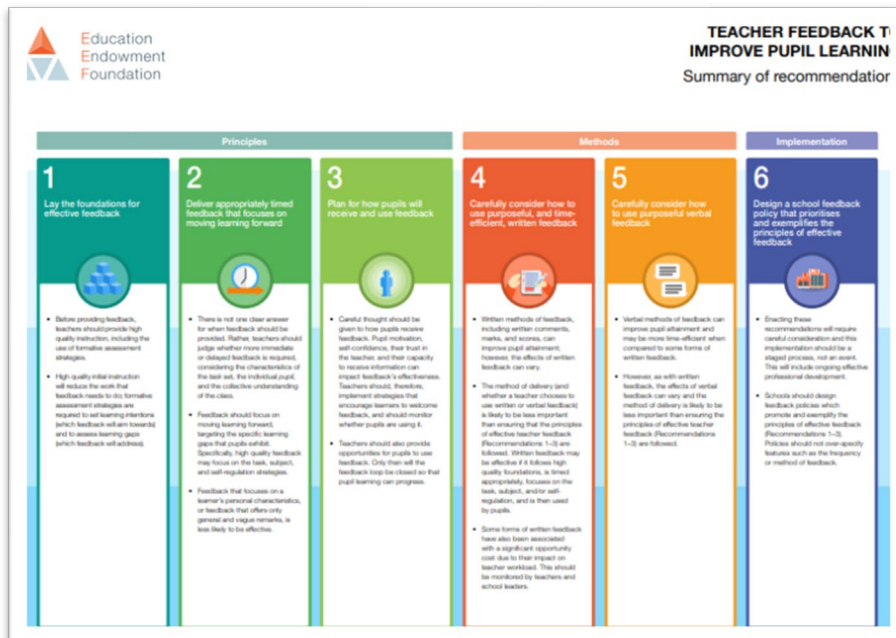 Education
Endowment
Foundation
TEACHER FEEDBACK T
IMPROVE PUPIL LEARNIN
Summary of recommendation
Principles
Methods
Implementation
1
Lay the foundations for
effective feedback
• Before providing feedback,
teachers should provide high
quality instruction, including the
use of formative assessment
strategies.
• High quality initial instruction
will reduce the work that
feedback needs to do; formative
assessment strategies are
required to set learning intentions
(which feedback will aim towards)
and to assess learning gaps
(which feedback will address).
2
Deliver appropriately timed
feedback that focuses on
moving learning forward
• There is not one clear answer
for when feedback should be
provided. Rather, teachers should
judge whether more immediate
or delayed feedback is required,
considering the characteristics of
the task set, the individual pupil,
and the collective understanding
of the class.
• Feedback should focus on
moving learning forward,
targeting the specific learning
gaps that pupils exhibit.
Specifically, high quality feedback
may focus on the task, subject,
and self-regulation strategies.
• Feedback that focuses on a
learner's personal characteristics,
or feedback that offers only
general and vague remarks, is
less likely to be effective.
3
Plan for how pupils will
receive and use feedback
• Careful thought should be
given to how pupils receive
feedback. Pupil motivation,
self-confidence, their trust in
the teacher, and their capacity
to receive information can
impact feedback's effectiveness.
Teachers should, therefore,
implement strategies that
encourage learners to welcome
feedback, and should monitor
whether pupils are using it.
• Teachers should also provide
opportunities for pupils to use
feedback. Only then will the
feedback loop be closed so that
pupil learning can progress.
4
Carefully consider how to
use purposeful, and time-
efficient, written feedback
• Written methods of feedback,
including written comments,
marks, and scores, can
improve pupil attainment;
however, the effects of written
feedback can vary.
• The method of delivery (and
whether a teacher chooses to
use written or verbal feedback)
is likely to be less important
than ensuring that the principles
of effective teacher feedback
(Recommendations 1–3) are
followed. Written feedback may
be effective if it follows high
quality foundations, is timed
appropriately, focuses on the
task, subject, and/or self-
regulation, and is then used
by pupils.
• Some forms of written feedback
have also been associated
with a significant opportunity
cost due to their impact on
teacher workload. This should
be monitored by teachers and
school leaders.
5
Carefully consider how
to use purposeful verbal
feedback
• Verbal methods of feedback can
improve pupil attainment and
may be more time-efficient when
compared to some forms of
written feedback.
• However, as with written
feedback, the effects of verbal
feedback can vary and the
method of delivery is likely to be
less important than ensuring the
principles of effective teacher
feedback (Recommendations
1–3) are followed.
6
Design a school feedback
policy that prioritises
and exemplifies the
principles of effective
feedback
• Enacting these
recommendations will require
careful consideration and this
implementation should be a
staged process, not an event.
This will include ongoing effective
professional development.
• Schools should design
feedback policies which
promote and exemplify the
principles of effective feedback
(Recommendations 1–3).
Policies should not over-specify
features such as the frequency
or method of feedback.